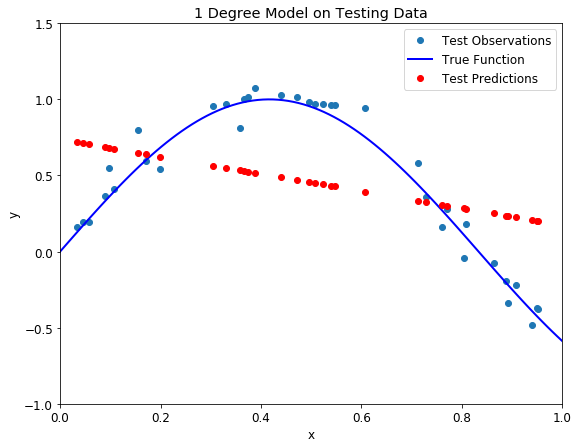 1 Degree Model on Testing Data
1.5
1.0
0.5
0.0
−0.5
−1.0
y
Test Observations
True Function
Test Predictions
0.0 0.2 0.4 0.6 0.8 1.0
x